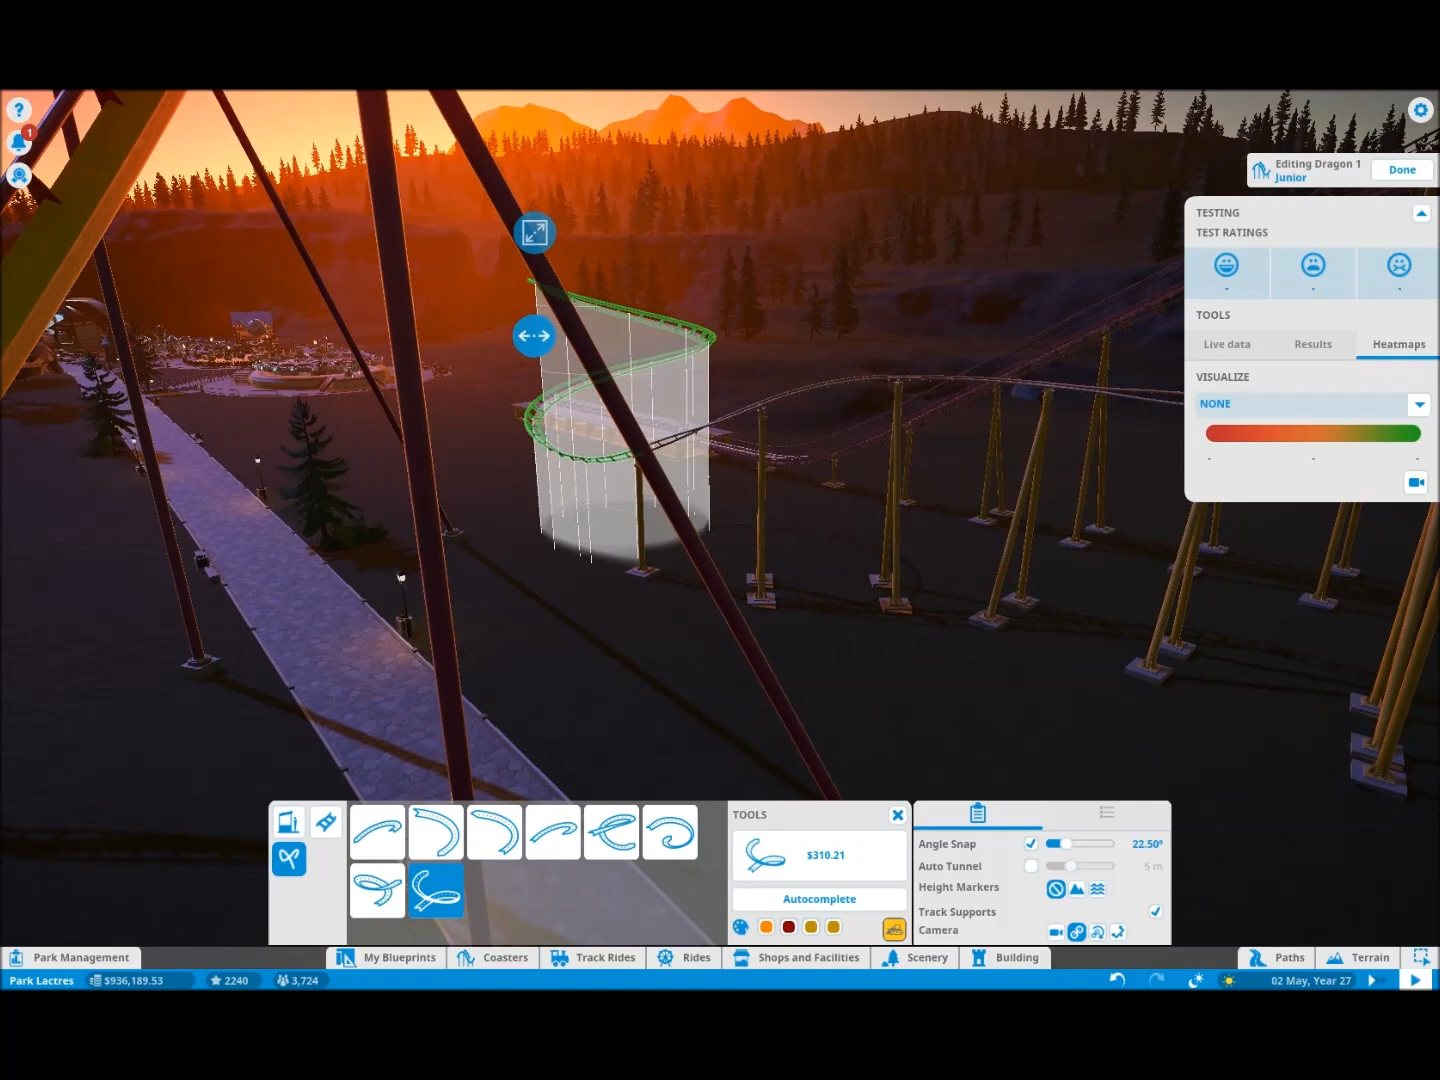 ?
1
Editing Dragon 1
Junior
Done
TESTING
TEST RATINGS
-
-
-
TOOLS
Live data
Results
Heatmaps
VISUALIZE
NONE
-
-
-
TOOLS
$310.21
Autocomplete
Angle Snap
22.50°
Auto Tunnel
5 m
Height Markers
Track Supports
Camera
Park Management
My Blueprints
Coasters
Track Rides
Rides
Shops and Facilities
Scenery
Building
Paths
Terrain
Park Lactres
$936,189.53
2240
3,724
02 May, Year 27